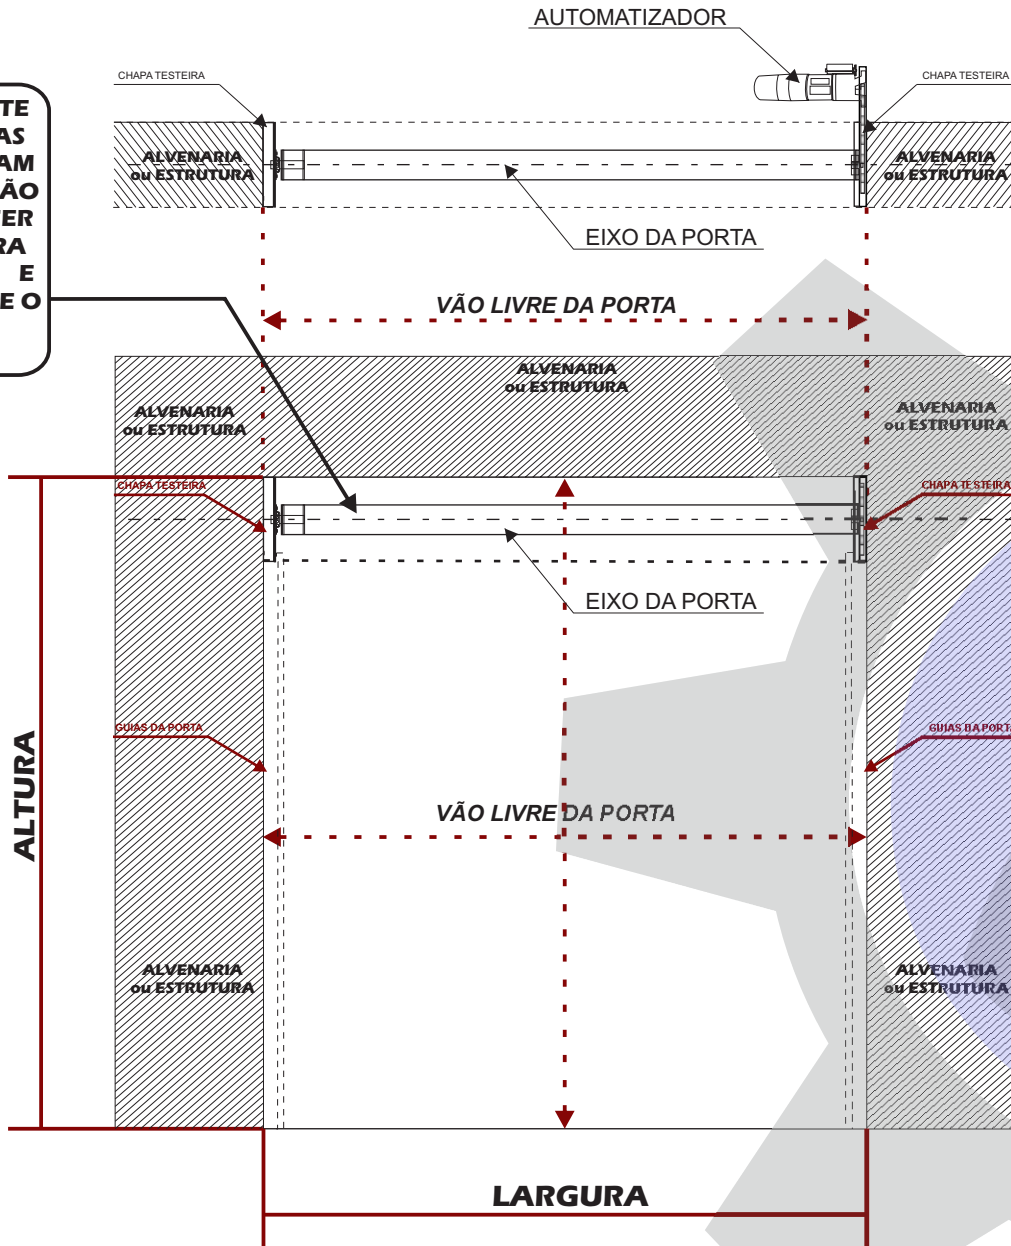 AUTOMATIZADOR
CHAPA TESTEIRA
CHAPA TESTEIRA
TE
AS
AM
ÃO
ER
RA
E
E O
ALVENARIA
ou ESTRUTURA
ALVENARIA
ou ESTRUTURA
EIXO DA PORTA
VÃO LIVRE DA PORTA
ALVENARIA
ou ESTRUTURA
ALVENARIA
ou ESTRUTURA
ALVENARIA
ou ESTRUTURA
CHAPA TESTEIRA
CHAPA TESTEIRA
EIXO DA PORTA
GUIAS DA PORTA
GUIAS DA PORTA
ALTURA
VÃO LIVRE DA PORTA
ALVENARIA
ou ESTRUTURA
ALVENARIA
ou ESTRUTURA
LARGURA